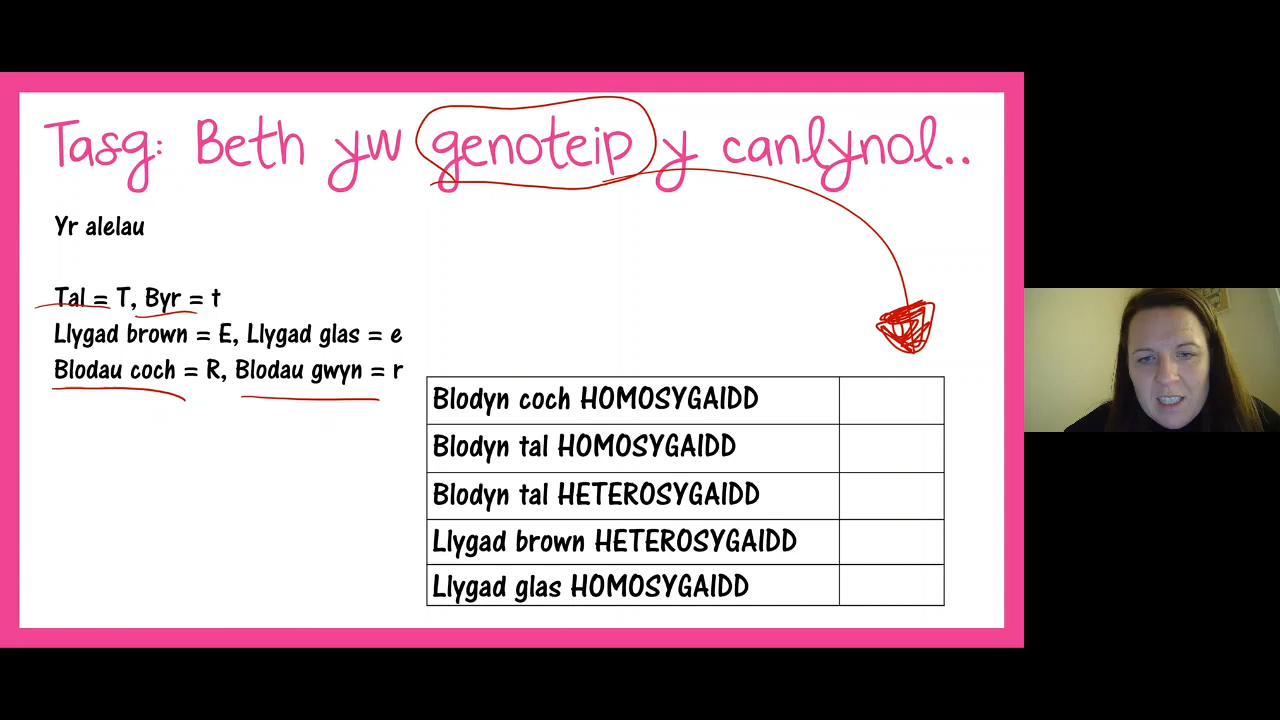 Tasg: Beth yw genoteip y canlynol..
Yr alelau
Tal = T, Byr = t
Llygad brown = E, Llygad glas = e
Blodau coch = R, Blodau gwyn = r
Blodyn coch HOMOSYGAIDD
Blodyn tal HOMOSYGAIDD
Blodyn tal HETEROSYGAIDD
Llygad brown HETEROSYGAIDD
Llygad glas HOMOSYGAIDD